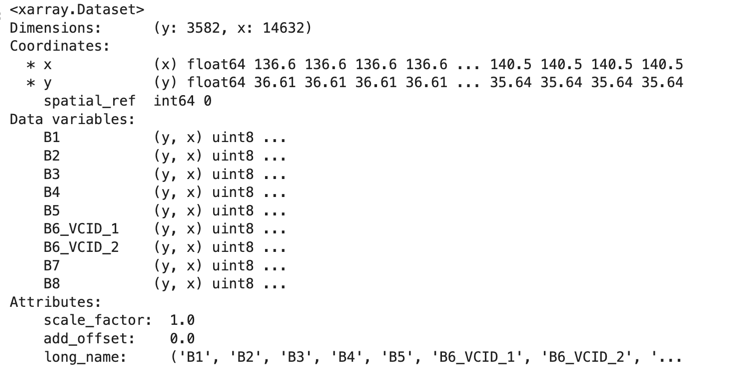 <xarray.Dataset>
Dimensions:      (y: 3582, x: 14632)
Coordinates:
  * x            (x) float64 136.6 136.6 136.6 136.6 ... 140.5 140.5 140.5 140.5
  * y            (y) float64 36.61 36.61 36.61 36.61 ... 35.64 35.64 35.64 35.64
    spatial_ref  int64 0
Data variables:
    B1           (y, x) uint8 ...
    B2           (y, x) uint8 ...
    B3           (y, x) uint8 ...
    B4           (y, x) uint8 ...
    B5           (y, x) uint8 ...
    B6_VCID_1    (y, x) uint8 ...
    B6_VCID_2    (y, x) uint8 ...
    B7           (y, x) uint8 ...
    B8           (y, x) uint8 ...
Attributes:
    scale_factor:  1.0
    add_offset:    0.0
    long_name:     ('B1', 'B2', 'B3', 'B4', 'B5', 'B6_VCID_1', 'B6_VCID_2', '...